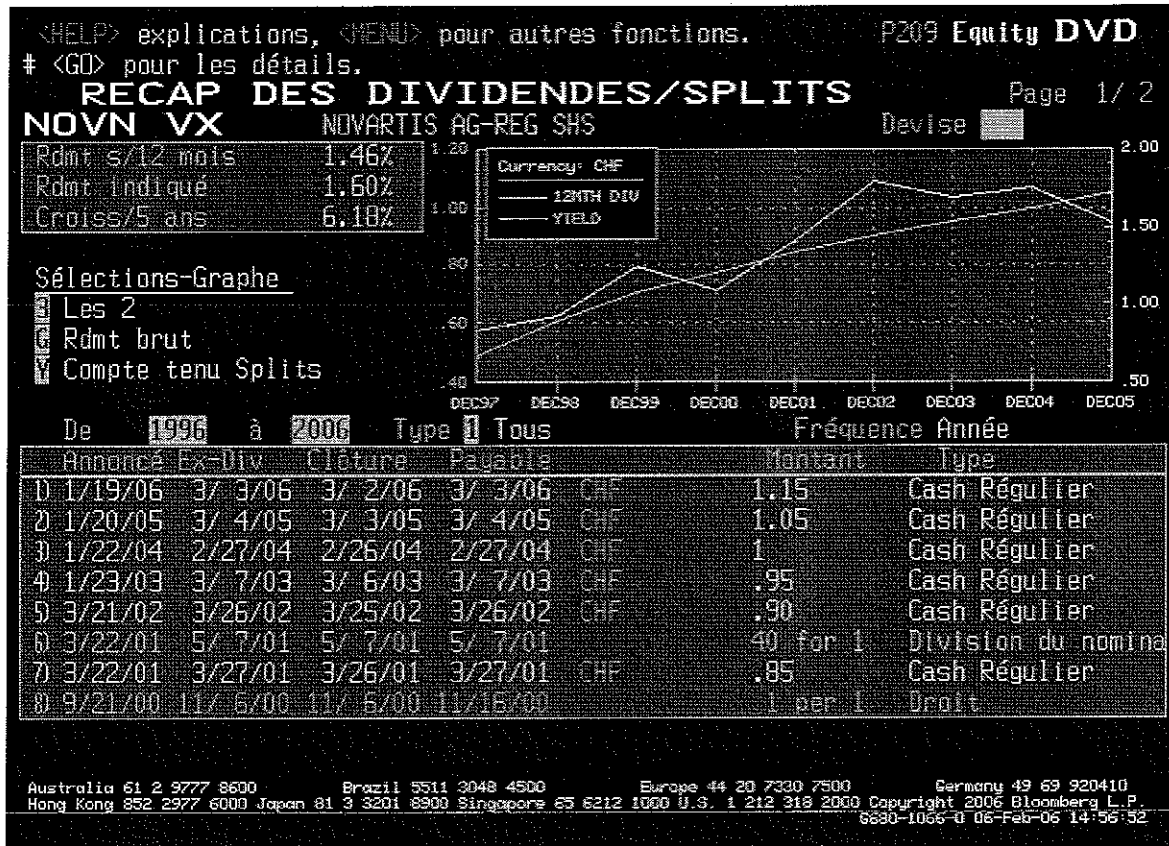 <HELP> explications, <MENU> pour autres fonctions. P209 Equity DVD
# <GO> pour les détails.
RECAP DES DIVIDENDES/SPLITS Page 1/ 2
NOVN VX NOVARTIS AG-REG SHS Devise
Rdmt s/12 mois 1.46%
Rdmt indiqué 1.60%
Croiss/5 ans 6.18%
1.20 2.00
Currency: CHF
12MTH DIV
YIELD
1.00 1.50
.80
Sélections-Graphe
B Les 2 1.00
G Rdmt brut .60
Y Compte tenu Splits
.40 .50
DEC97 DEC98 DEC99 DEC00 DEC01 DEC02 DEC03 DEC04 DEC05
De 1996 à 2006 Type 1 Tous Fréquence Année
Annoncé Ex-Div Clôture Payable Montant Type
1) 1/19/06 3/ 3/06 3/ 2/06 3/ 3/06 CHF 1.15 Cash Régulier
2) 1/20/05 3/ 4/05 3/ 3/05 3/ 4/05 CHF 1.05 Cash Régulier
3) 1/22/04 2/27/04 2/26/04 2/27/04 CHF 1 Cash Régulier
4) 1/23/03 3/ 7/03 3/ 6/03 3/ 7/03 CHF .95 Cash Régulier
5) 3/21/02 3/26/02 3/25/02 3/26/02 CHF .90 Cash Régulier
6) 3/22/01 5/ 7/01 5/ 7/01 5/ 7/01 40 for 1 Division du nomina
7) 3/22/01 3/27/01 3/26/01 3/27/01 CHF .85 Cash Régulier
8) 9/21/00 11/ 6/00 11/ 6/00 11/16/00 1 per 1 Droit
Australia 61 2 9777 8600 Brazil 5511 3048 4500 Europe 44 20 7330 7500 Germany 49 69 920410
Hong Kong 852 2977 6000 Japan 81 3 3201 8900 Singapore 65 6212 1000 U.S. 1 212 318 2000 Copyright 2006 Bloomberg L.P.
G680-1066-0 06-Feb-06 14:56:52